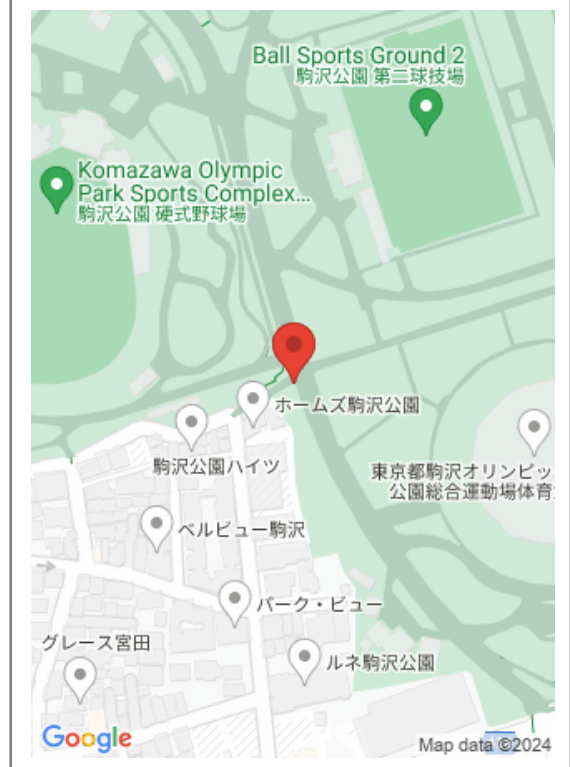 Ball Sports Ground 2
駒沢公園 第二球技場
Komazawa Olympic
Park Sports Complex...
駒沢公園 硬式野球場
ホームズ駒沢公園
駒沢公園ハイツ
東京都駒沢オリンピッ
公園総合運動場体育
ベルビュー駒沢
パーク・ビュー
グレース宮田
ルネ駒沢公園
Google
Map data ©2024